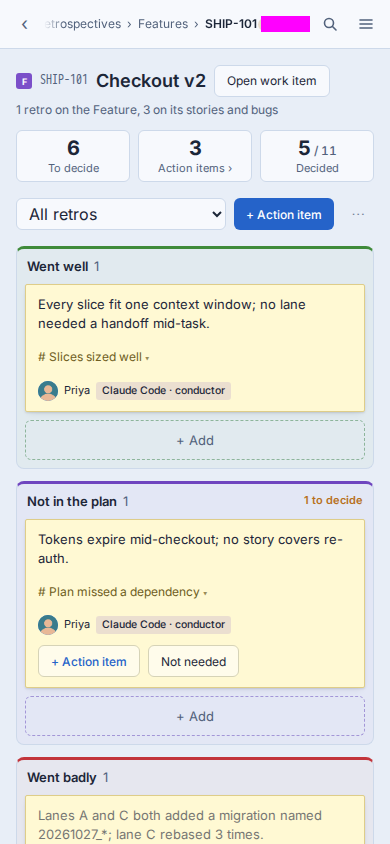 etrospectives › Features › SHIP-101
F SHIP-101 Checkout v2 Open work item
1 retro on the Feature, 3 on its stories and bugs
6
To decide
3
Action items ›
5 / 11
Decided
All retros
+ Action item
...
Went well 1
Every slice fit one context window; no lane
needed a handoff mid-task.
# Slices sized well
Priya Claude Code · conductor
+ Add
Not in the plan 1
1 to decide
Tokens expire mid-checkout; no story covers re-
auth.
# Plan missed a dependency
Priya Claude Code · conductor
+ Action item
Not needed
+ Add
Went badly 1
Lanes A and C both added a migration named
20261027_*; lane C rebased 3 times.